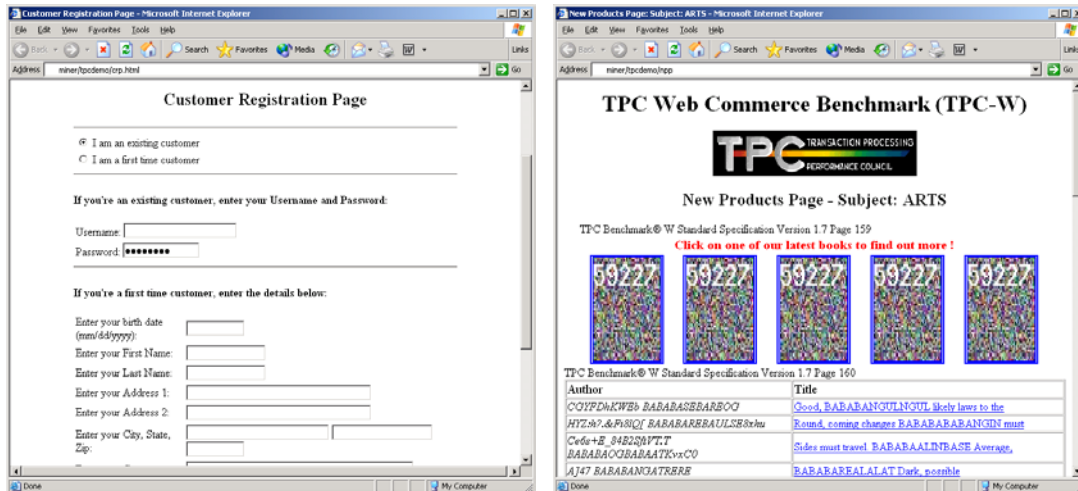 Customer Registration Page - Microsoft Internet Explorer
File Edit View Favorites Tools Help
Back Search Favorites Media Links
Address miner/tpcdemo/crp.html Go
Customer Registration Page
I am an existing customer
I am a first time customer
If you're an existing customer, enter your Username and Password:
Username:
Password: ●●●●●●●●
If you're a first time customer, enter the details below:
Enter your birth date
(mm/dd/yyyy):
Enter your First Name:
Enter your Last Name:
Enter your Address 1:
Enter your Address 2:
Enter your City, State,
Zip:
Done My Computer
New Products Page: Subject: ARTS - Microsoft Internet Explorer
File Edit View Favorites Tools Help
Back Search Favorites Media Link
Address miner/tpcdemo/npp Go
TPC Web Commerce Benchmark (TPC-W)
TPC TRANSACTION PROCESSING
PERFORMANCE COUNCIL
New Products Page - Subject: ARTS
TPC Benchmark® W Standard Specification Version 1.7 Page 159
Click on one of our latest books to find out more !
59227 59227 59227 59227 59227
TPC Benchmark® W Standard Specification Version 1.7 Page 160
Author Title
BABABASEBAREOG Good, BABABANGULNGUL likely laws to the
Round, coming changes BABABABABANGIN must
Sides must travel. BABABAALINBASE Average,
AJ47 BABABANGATRERE BABABAREALALAT Dark, possible
Done My Computer